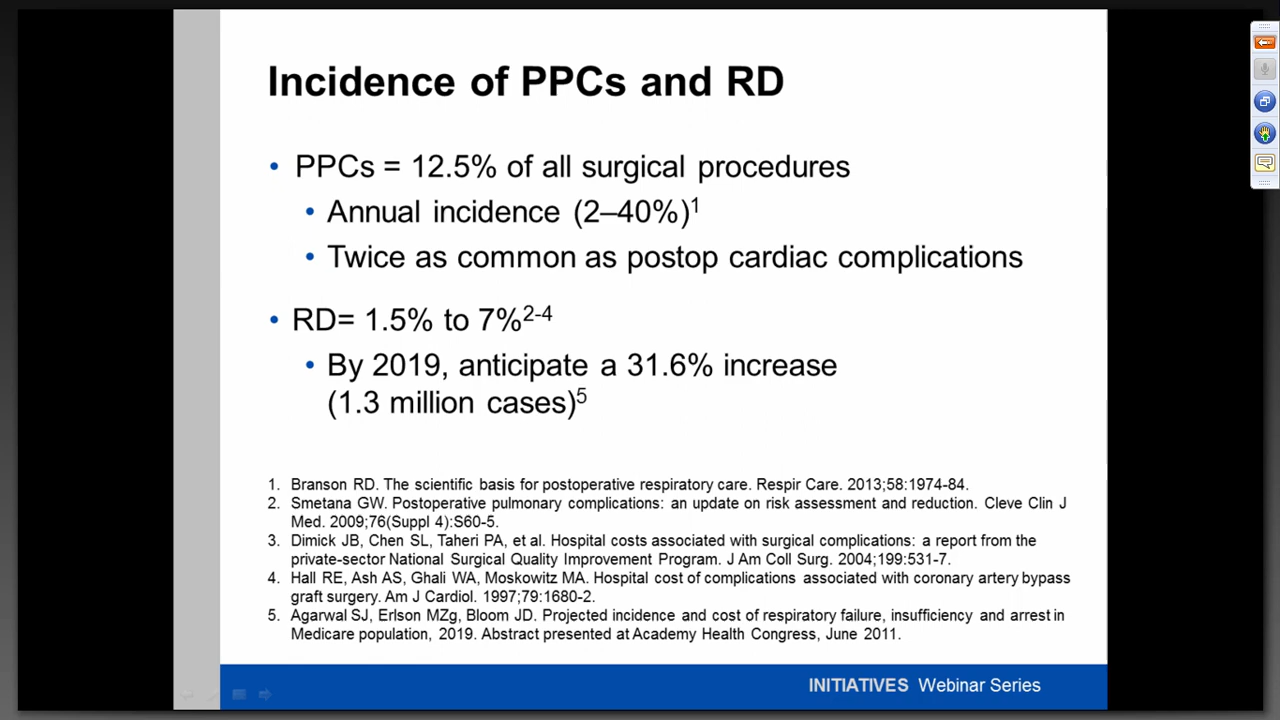 Incidence of PPCs and RD
• PPCs = 12.5% of all surgical procedures
• Annual incidence (2–40%)1
• Twice as common as postop cardiac complications
• RD= 1.5% to 7%2-4
• By 2019, anticipate a 31.6% increase
(1.3 million cases)5
1. Branson RD. The scientific basis for postoperative respiratory care. Respir Care. 2013;58:1974-84.
2. Smetana GW. Postoperative pulmonary complications: an update on risk assessment and reduction. Cleve Clin J
Med. 2009;76(Suppl 4):S60-5.
3. Dimick JB, Chen SL, Taheri PA, et al. Hospital costs associated with surgical complications: a report from the
private-sector National Surgical Quality Improvement Program. J Am Coll Surg. 2004;199:531-7.
4. Hall RE, Ash AS, Ghali WA, Moskowitz MA. Hospital cost of complications associated with coronary artery bypass
graft surgery. Am J Cardiol. 1997;79:1680-2.
5. Agarwal SJ, Erlson MZg, Bloom JD. Projected incidence and cost of respiratory failure, insufficiency and arrest in
Medicare population, 2019. Abstract presented at Academy Health Congress, June 2011.
INITIATIVES Webinar Series